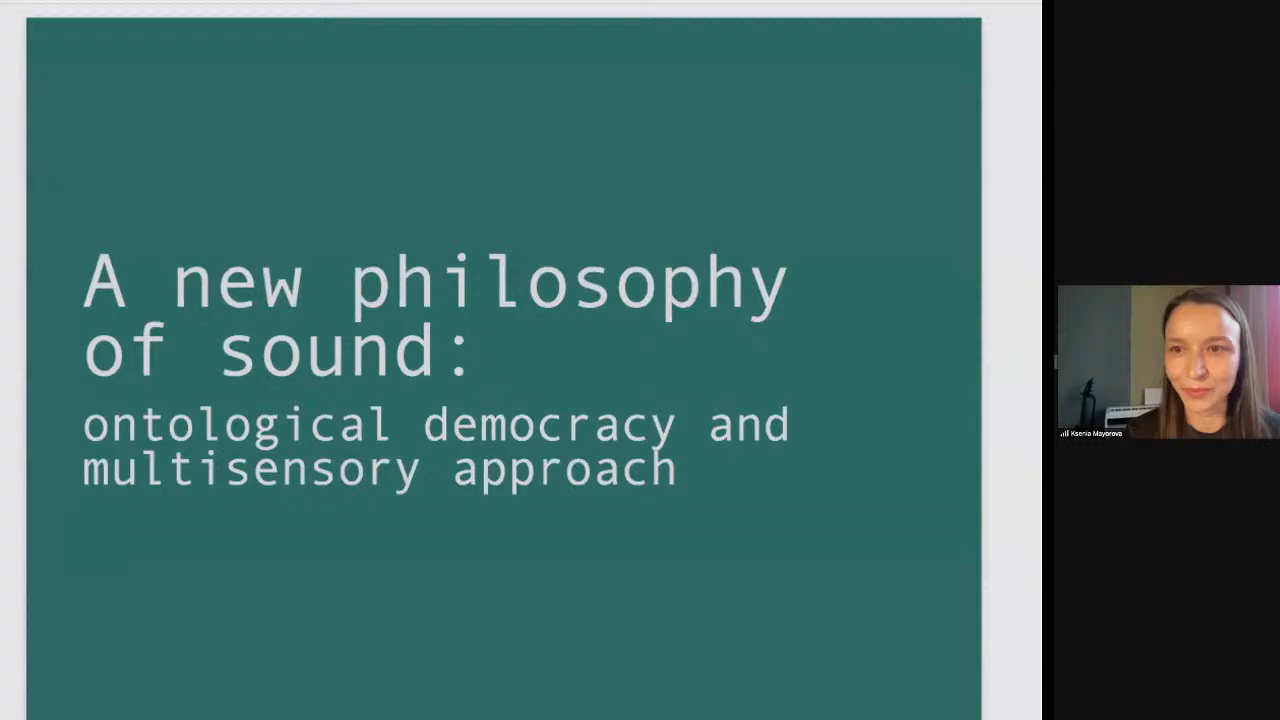 A new philosophy
of sound:
ontological democracy and
multisensory approach
Ksenia Mayorova